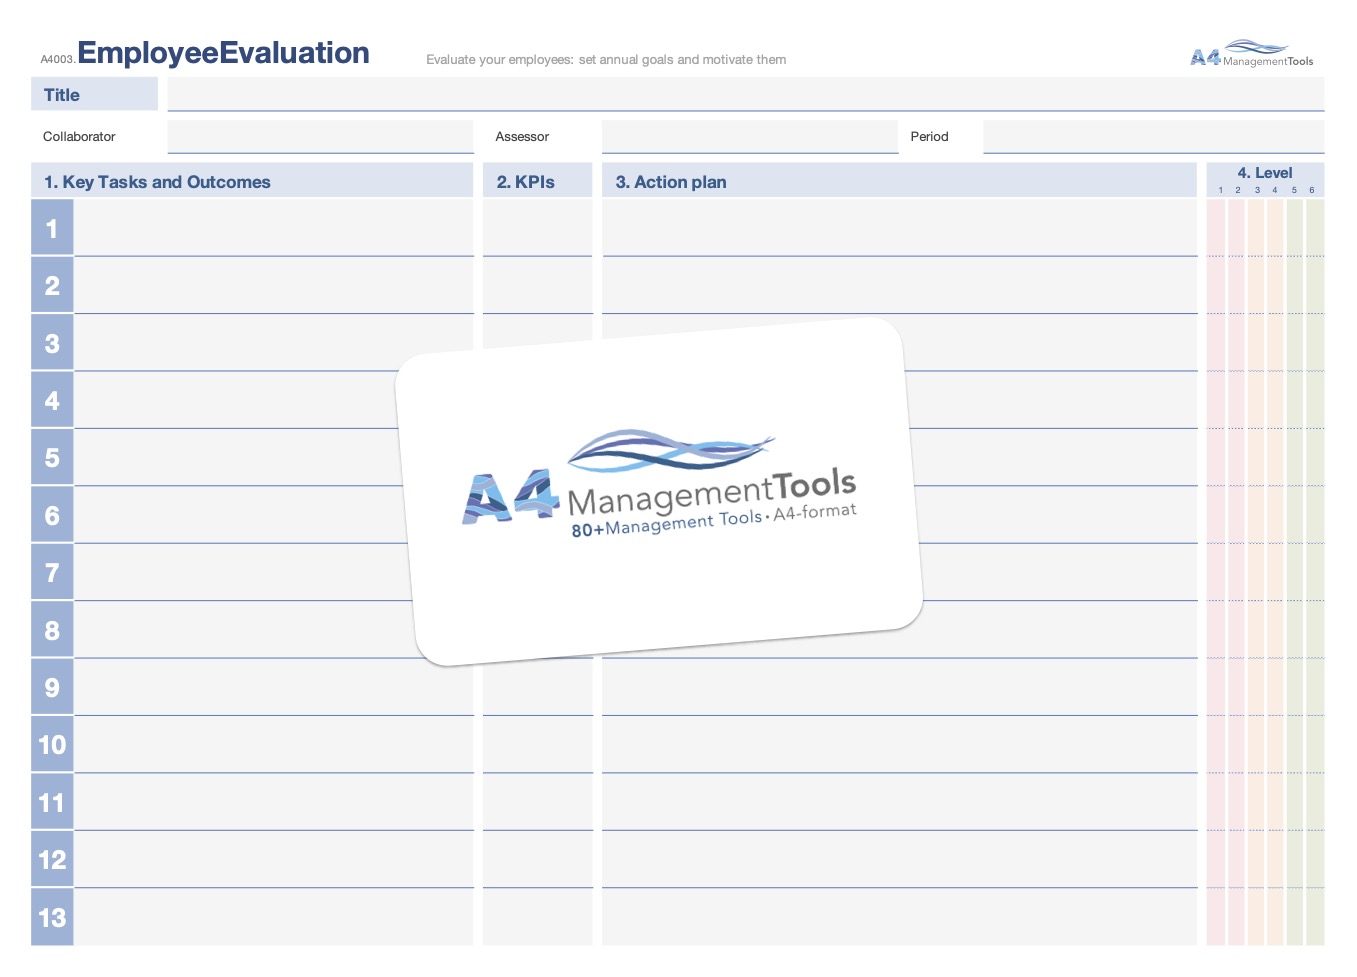 A4003. EmployeeEvaluation
Evaluate your employees: set annual goals and motivate them
A4 ManagementTools
Title
Collaborator
Assessor
Period
1. Key Tasks and Outcomes
2. KPIs
3. Action plan
4. Level
1 2 3 4 5 6
1
2
3
4
5
6
7
8
9
10
11
12
13
A4 ManagementTools
80+Management Tools · A4-format